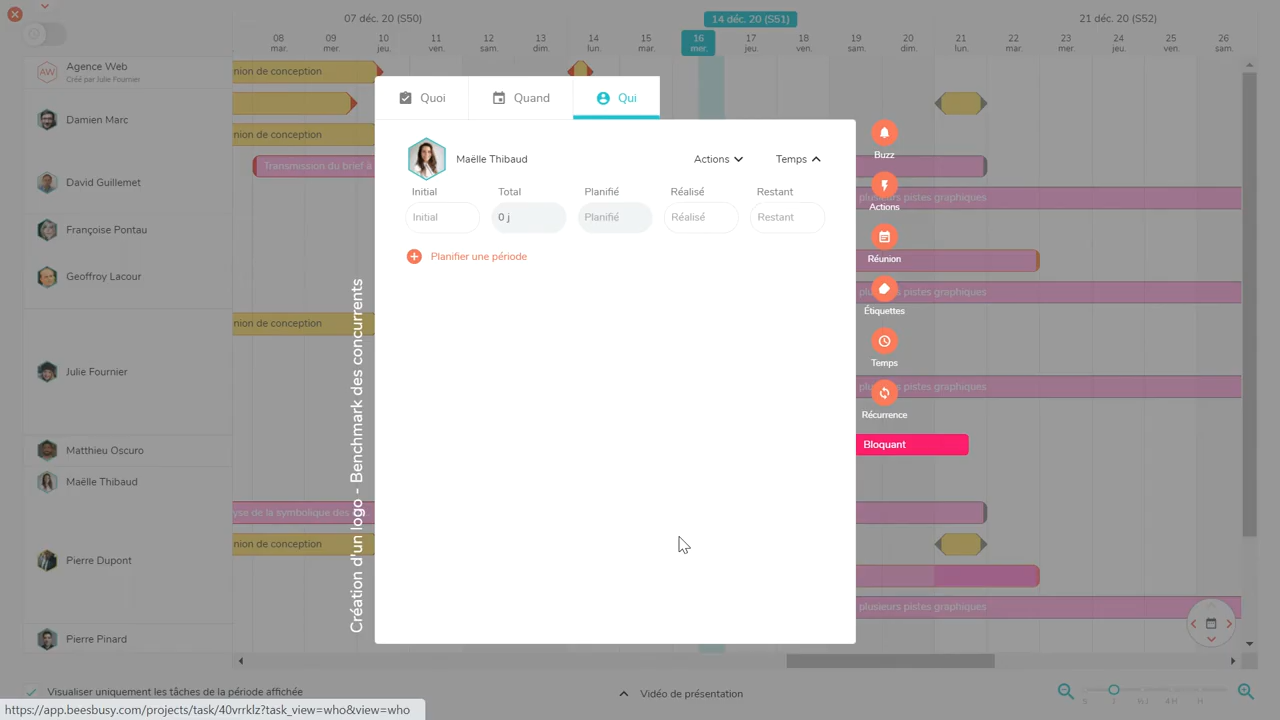 07 déc. 20 (S50)
14 déc. 20 (S51)
21 déc. 20 (S52)
08 09 10 11 12 13 14 15 16 17 18 19 20 21 22 23 24 25 26
mar. mer. jeu. ven. sam. dim. lun. mar. mer. jeu. ven. sam. dim. lun. mar. mer. jeu. ven. sam.
AW
Agence Web
Créé par Julie Fournier
nion de conception
Quoi
Quand
Qui
Damien Marc
nion de conception
Buzz
Maëlle Thibaud
Actions
Temps
Transmission du brief à
David Guillemet
Initial
Total
Planifié
Réalisé
Restant
plusieurs pistes graphiques
Actions
Initial
0 j
Planifié
Réalisé
Restant
Françoise Pontau
Planifier une période
Réunion
Geoffroy Lacour
plusieurs pistes graphiques
Étiquettes
nion de conception
Temps
Julie Fournier
plusieurs pistes graphiques
Récurrence
Bloquant
Matthieu Oscuro
Maëlle Thibaud
Création d'un logo - Benchmark des concurrents
yse de la symbolique des
nion de conception
Pierre Dupont
plusieurs pistes graphiques
Pierre Pinard
Visualiser uniquement les tâches de la période affichée
Vidéo de présentation
S J ½ J 4 H H
https://app.beesbusy.com/projects/task/40vrrklz?task_view=who&view=who